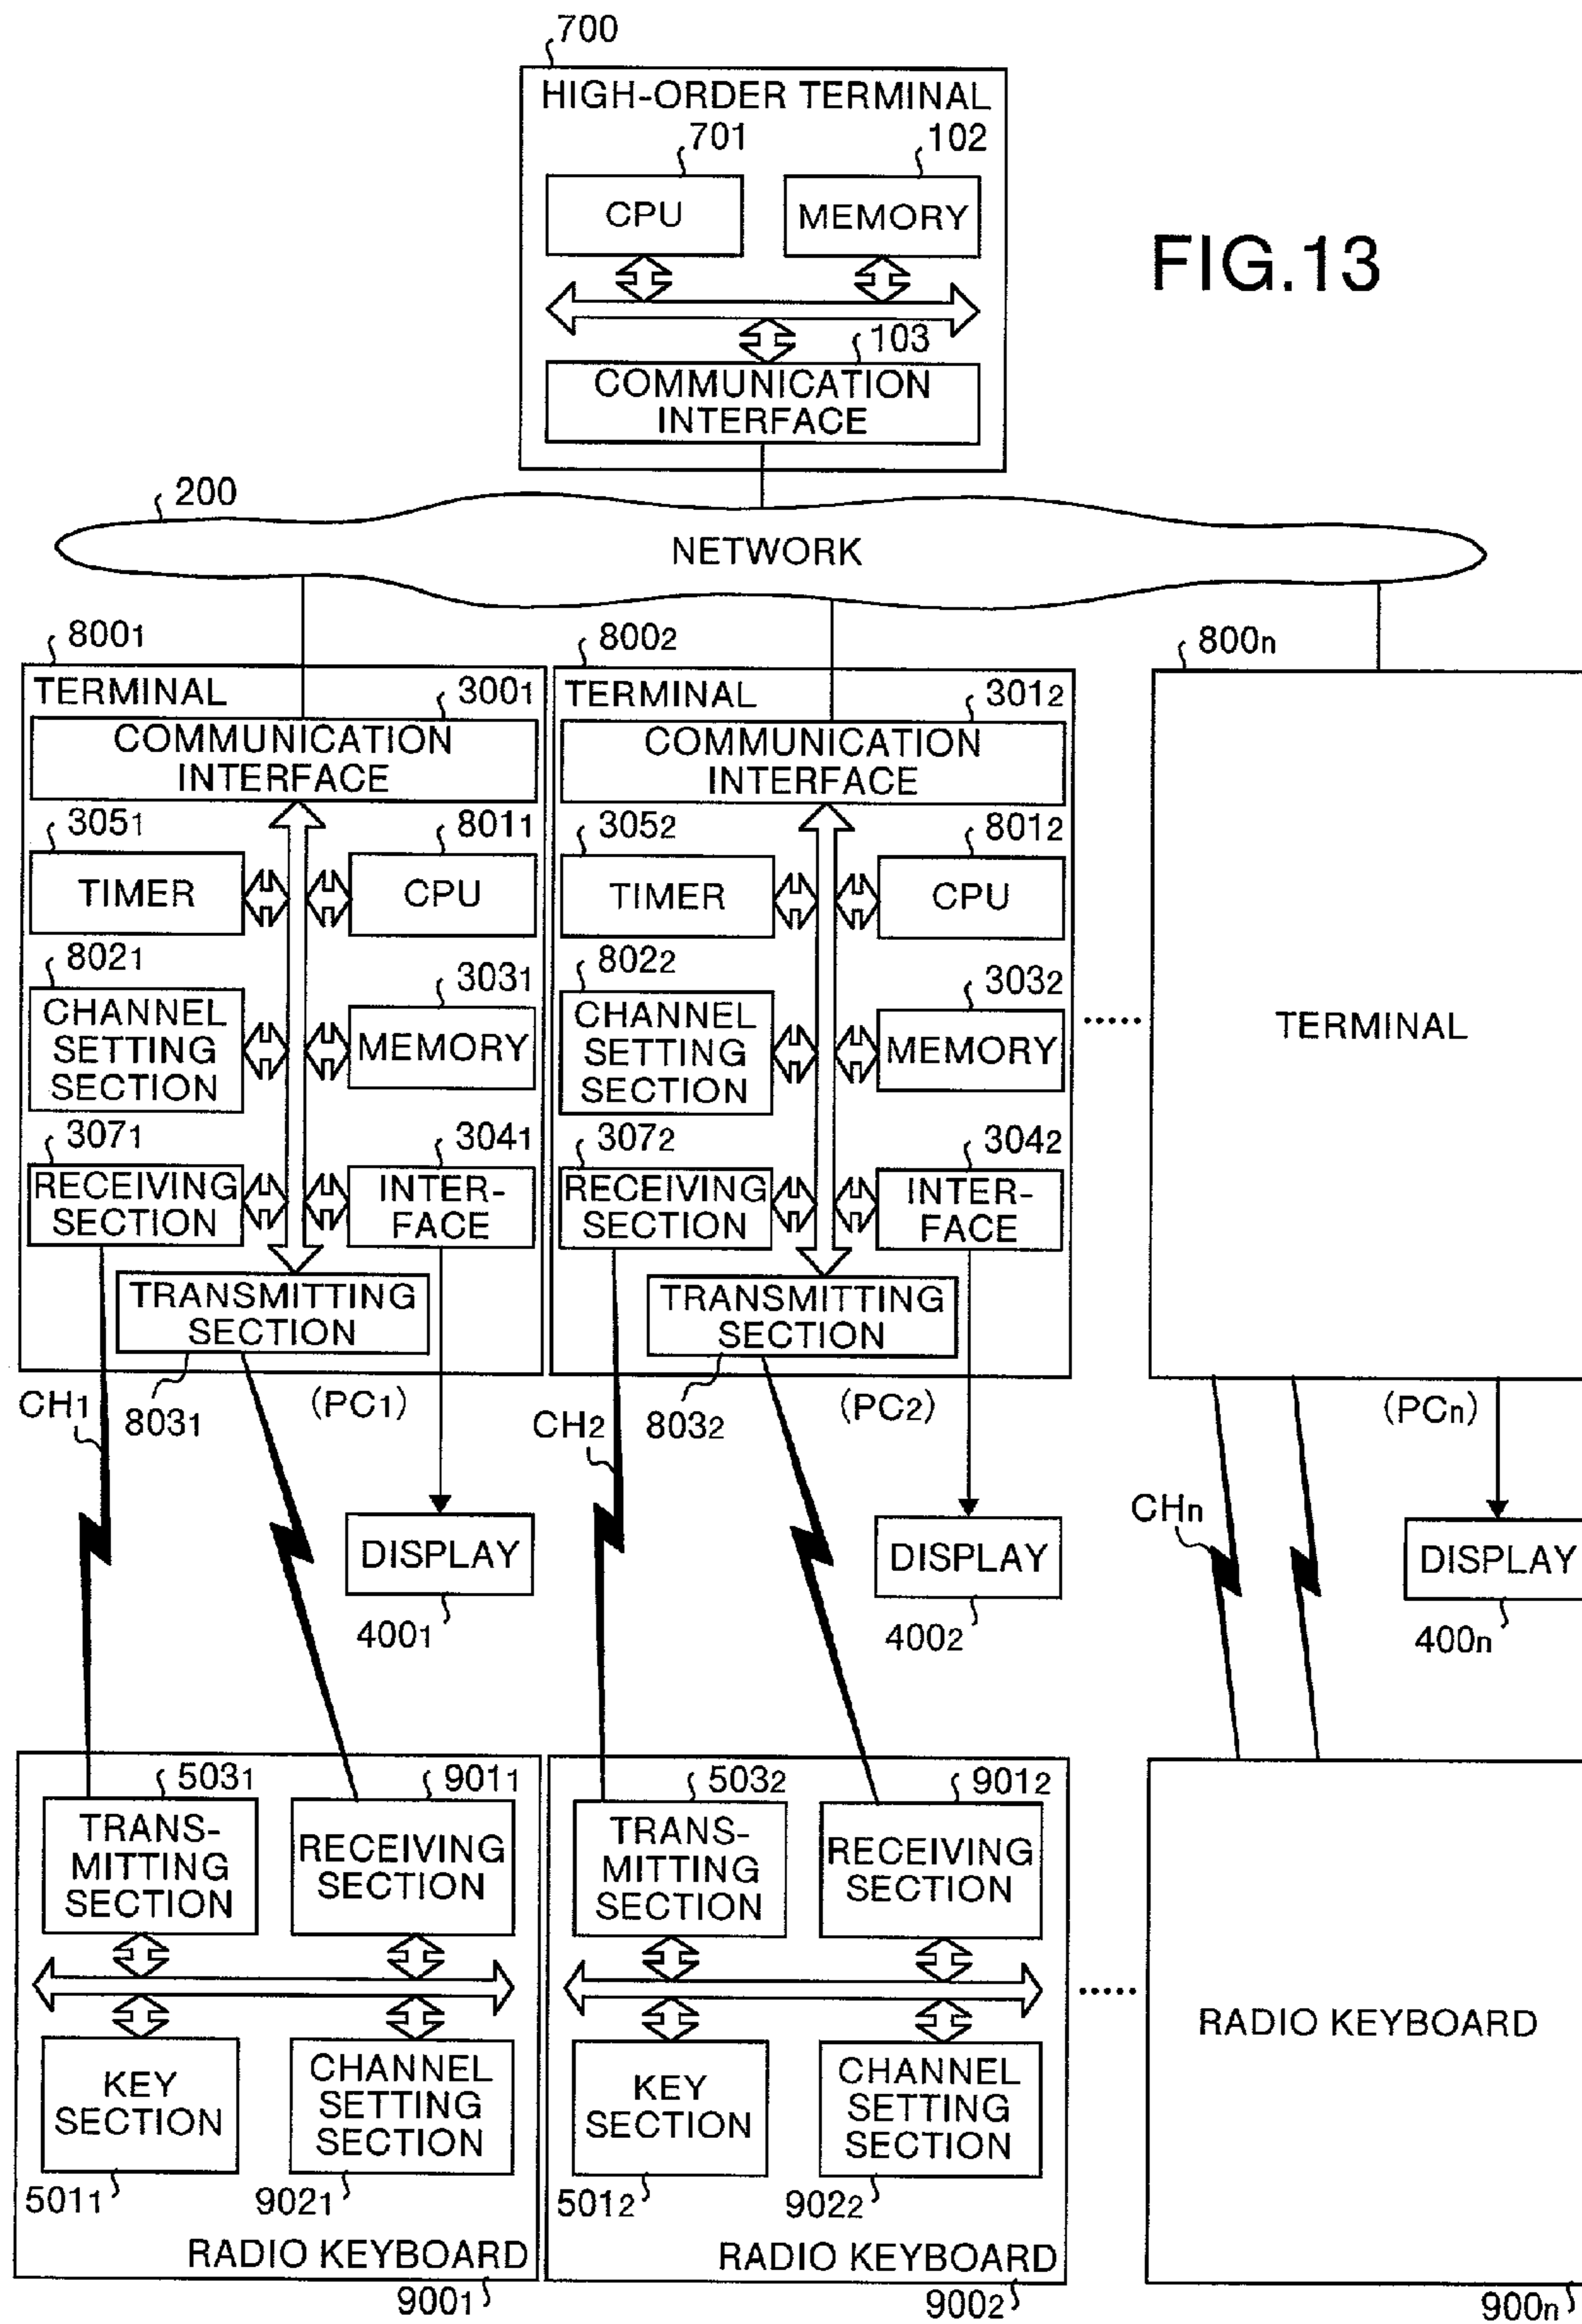 700
HIGH-ORDER TERMINAL
701
102
CPU
MEMORY
FIG.13
103
COMMUNICATION
INTERFACE
200
NETWORK
8001
8002
800n
TERMINAL
3001
TERMINAL
3012
COMMUNICATION
INTERFACE
COMMUNICATION
INTERFACE
3051
8011
3052
8012
TIMER
CPU
TIMER
CPU
8021
3031
8022
3032
CHANNEL
SETTING
SECTION
MEMORY
CHANNEL
SETTING
SECTION
MEMORY
.....
TERMINAL
3071
3041
3072
3042
RECEIVING
SECTION
INTER-
FACE
RECEIVING
SECTION
INTER-
FACE
TRANSMITTING
SECTION
TRANSMITTING
SECTION
CH1
8031
(PC1)
CH2
8032
(PC2)
(PCn)
CHn
DISPLAY
DISPLAY
DISPLAY
4001
4002
400n
5031
9011
5032
9012
TRANS-
MITTING
SECTION
RECEIVING
SECTION
TRANS-
MITTING
SECTION
RECEIVING
SECTION
.....
RADIO KEYBOARD
KEY
SECTION
CHANNEL
SETTING
SECTION
KEY
SECTION
CHANNEL
SETTING
SECTION
5011
9021
5012
9022
RADIO KEYBOARD
RADIO KEYBOARD
9001
9002
900n